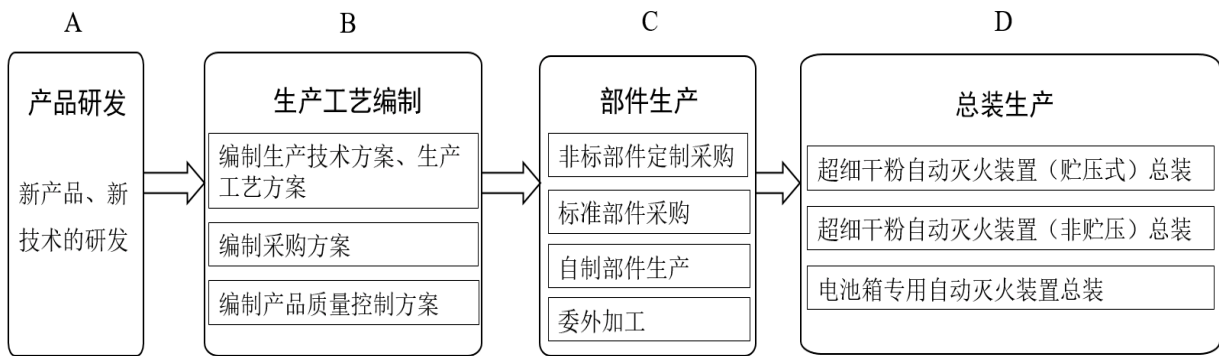 A
B
C
D
产品研发
新产品、新
技术的研发
生产工艺编制
编制生产技术方案、生产
工艺方案
编制采购方案
编制产品质量控制方案
部件生产
非标部件定制采购
标准部件采购
自制部件生产
委外加工
总装生产
超细干粉自动灭火装置（贮压式）总装
超细干粉自动灭火装置（非贮压）总装
电池箱专用自动灭火装置总装